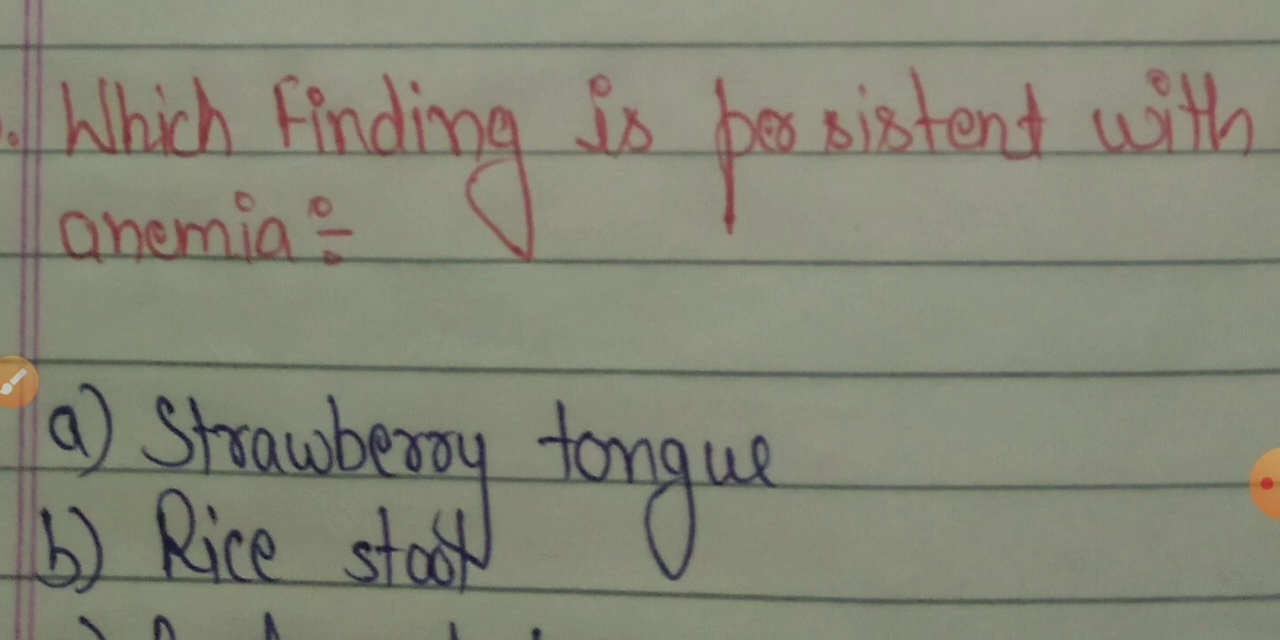 Which Finding is persistent with
anemia÷
a) Strawberry tongue
b) Rice stool